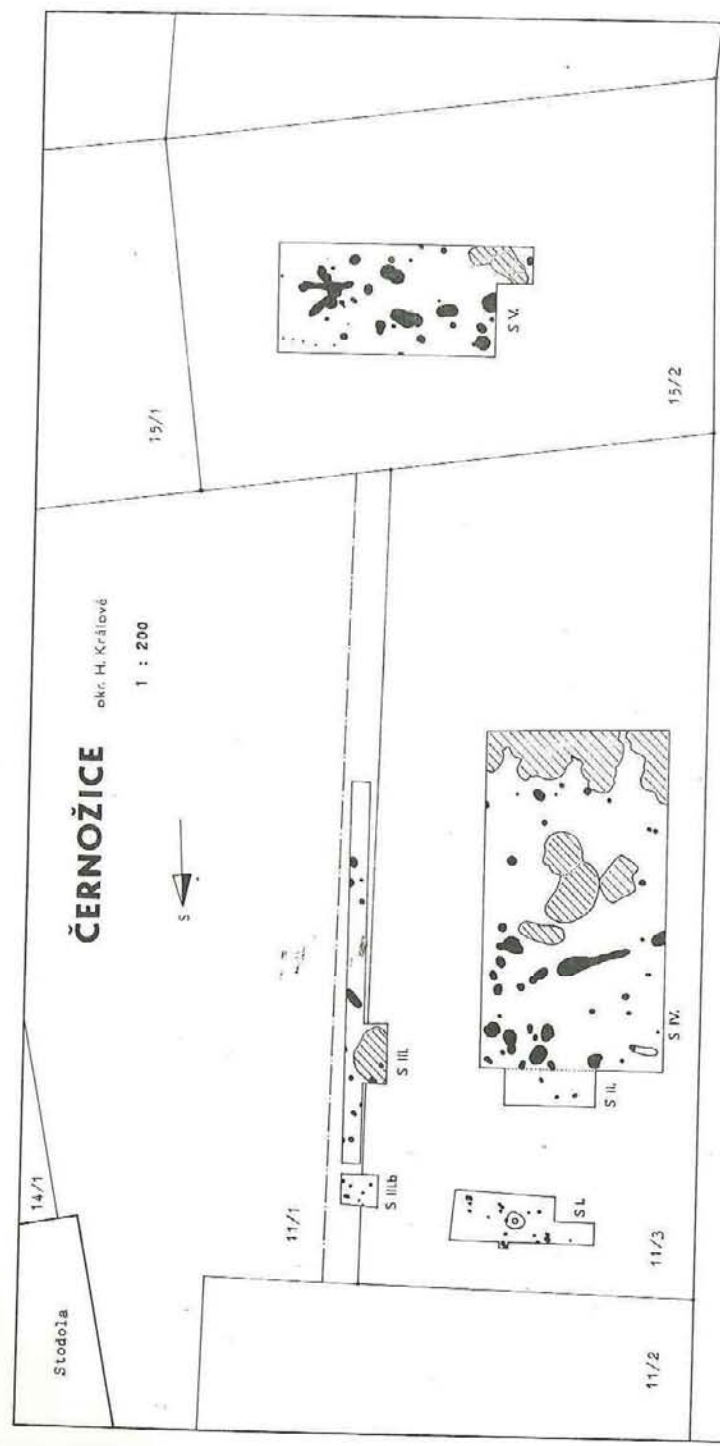 ČERNOŽICE
okr. H. Králové
1 : 200
S
Stodola
14/1
11/1
15/1
S III.b
S III.
S V.
S I.
S II.
S IV.
11/2
11/3
15/2